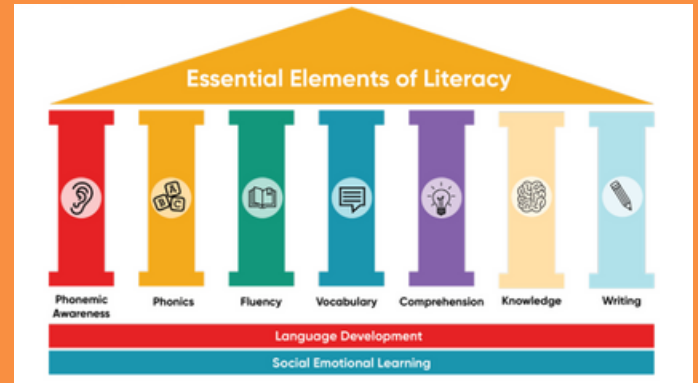 Essential Elements of Literacy
A
B C
Phonemic Awareness
Phonics
Fluency
Vocabulary
Comprehension
Knowledge
Writing
Language Development
Social Emotional Learning